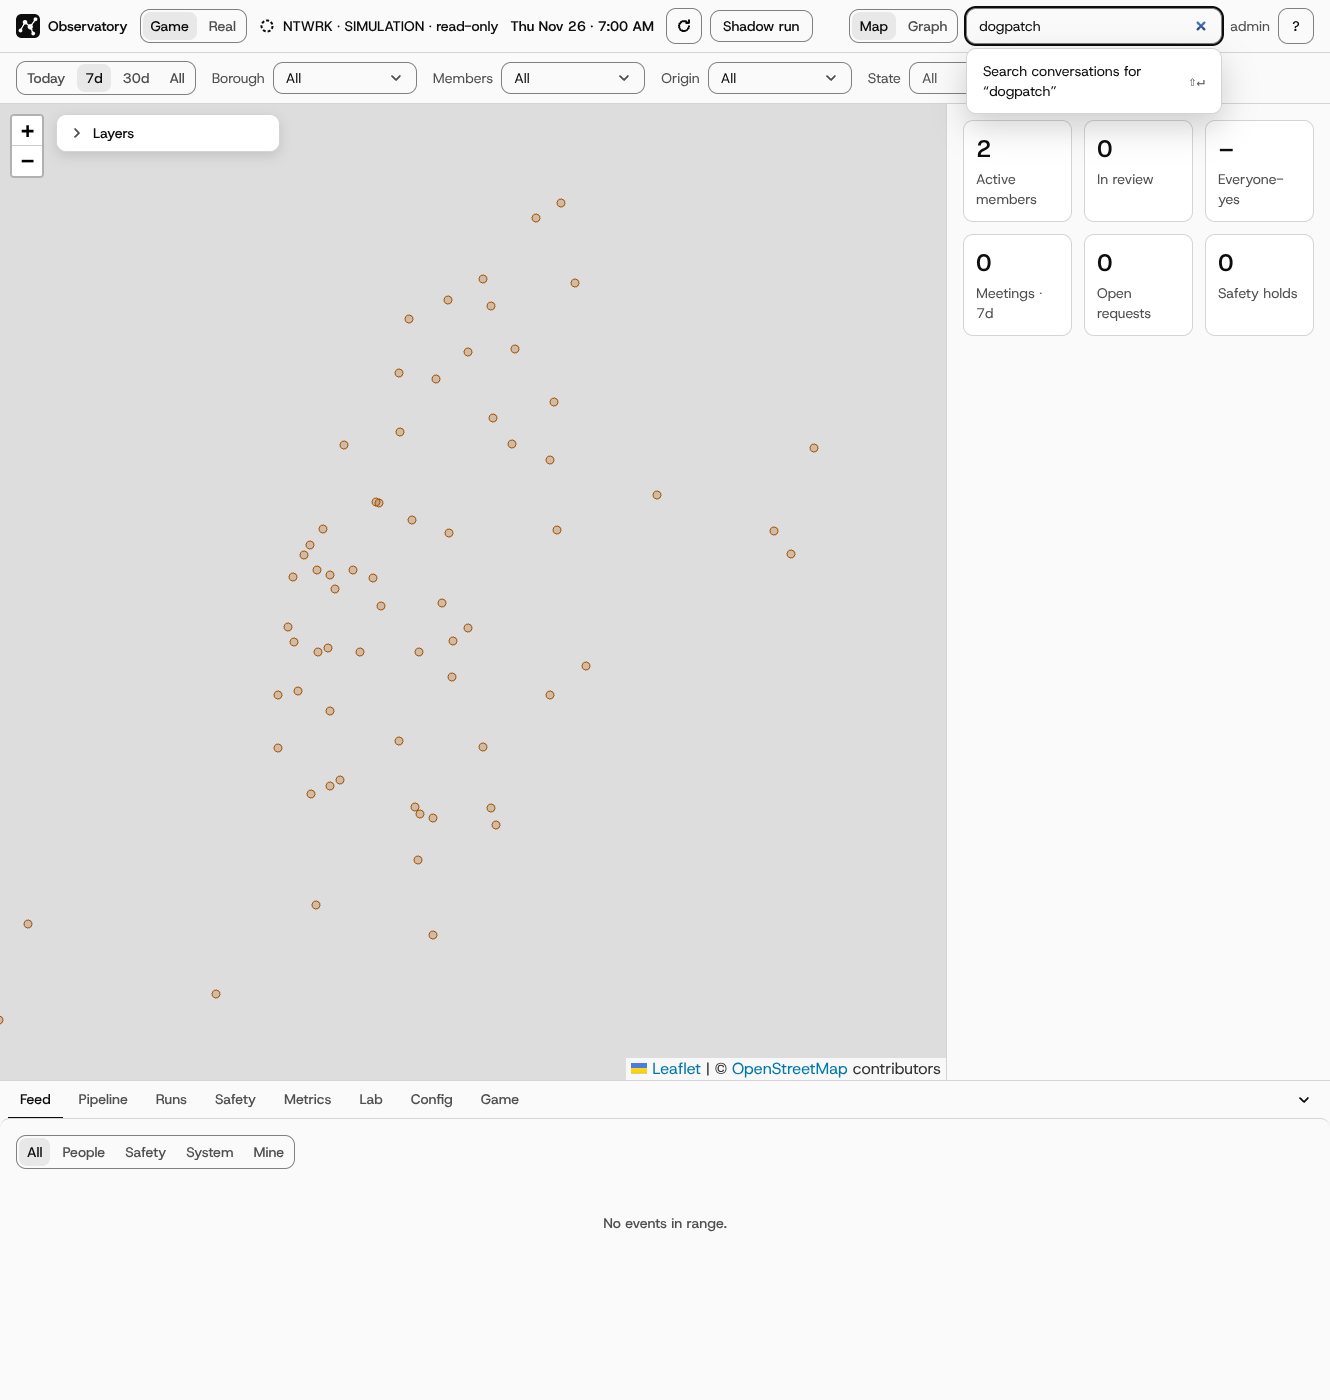 Observatory Game Real NTWRK · SIMULATION · read-only Thu Nov 26 · 7:00 AM Shadow run Map Graph dogpatch admin ?
Today 7d 30d All Borough All Members All Origin All State All
Search conversations for
“dogpatch” ⇧↵
+
−
Layers
2
Active
members
0
In review
–
Everyone-
yes
0
Meetings ·
7d
0
Open
requests
0
Safety holds
Leaflet | © OpenStreetMap contributors
Feed Pipeline Runs Safety Metrics Lab Config Game
All People Safety System Mine
No events in range.